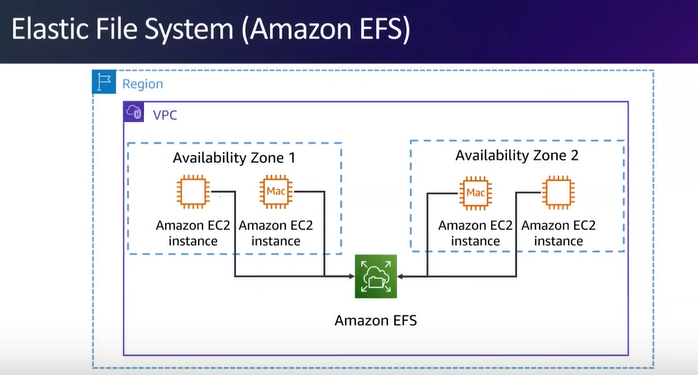 Elastic File System (Amazon EFS)
Region
VPC
Availability Zone 1
Mac
Amazon EC2
instance
Amazon EC2
instance
Availability Zone 2
Mac
Amazon EC2
instance
Amazon EC2
instance
Amazon EFS